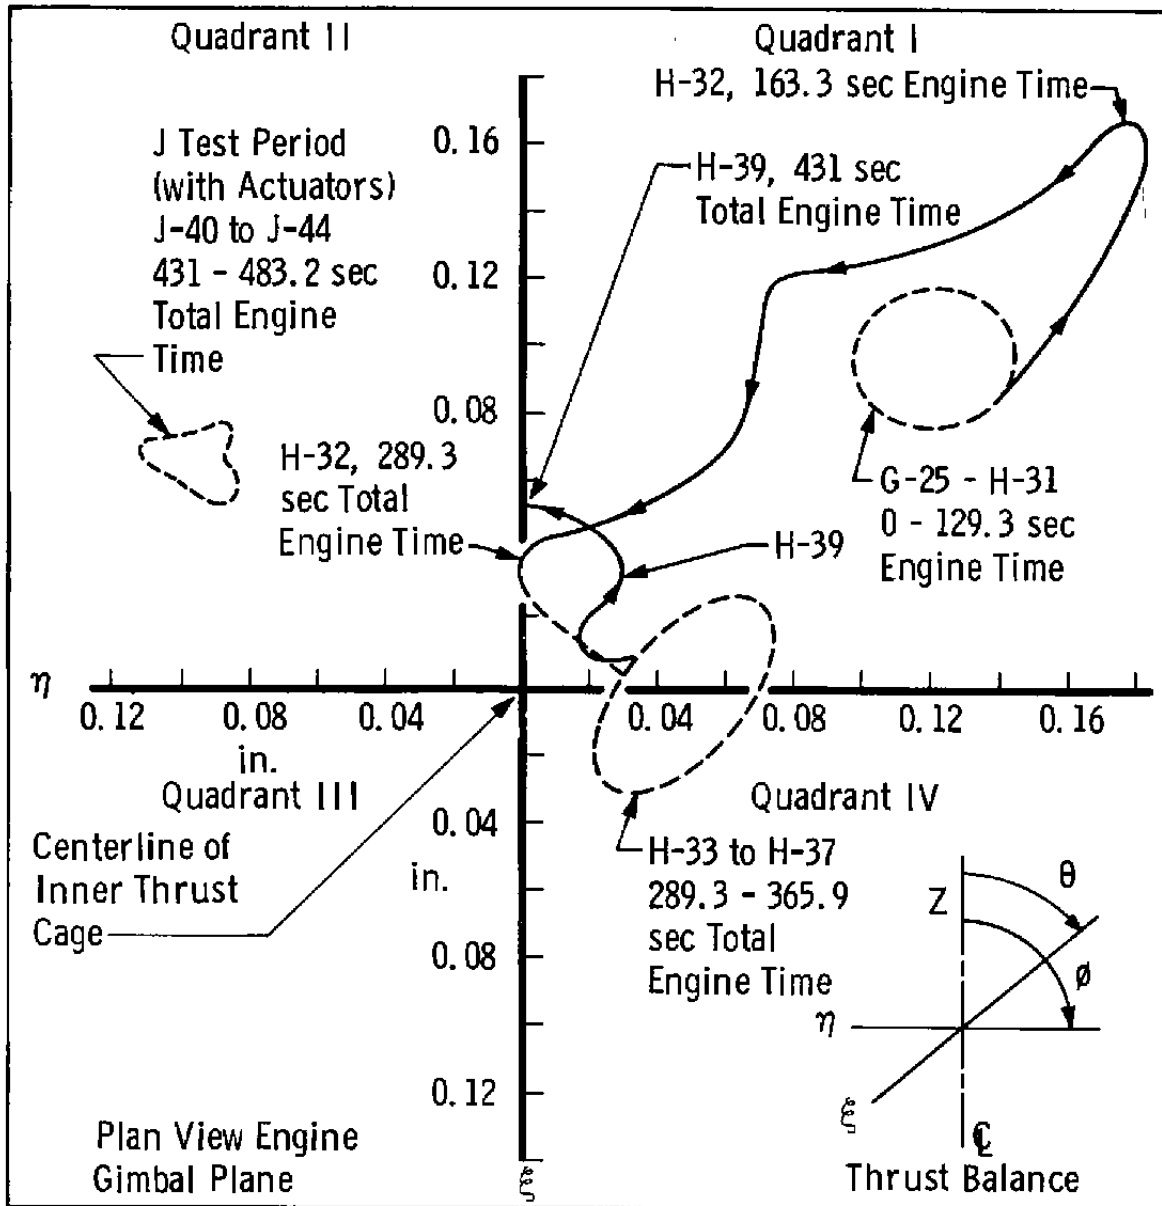 Quadrant II
Quadrant I
H-32, 163.3 sec Engine Time
J Test Period
(with Actuators)
J-40 to J-44
431 - 483.2 sec
Total Engine
Time
0.16
H-39, 431 sec
Total Engine Time
0.12
0.08
H-32, 289.3
sec Total
Engine Time
G-25 - H-31
0 - 129.3 sec
Engine Time
H-39
η
0.12
0.08
0.04
0.04
0.08
0.12
0.16
in.
Quadrant III
Quadrant IV
Centerline of
Inner Thrust
Cage
0.04
in.
0.08
0.12
H-33 to H-37
289.3 - 365.9
sec Total
Engine Time
Z
θ
ø
η
ξ
℄
Thrust Balance
Plan View Engine
Gimbal Plane
ξ